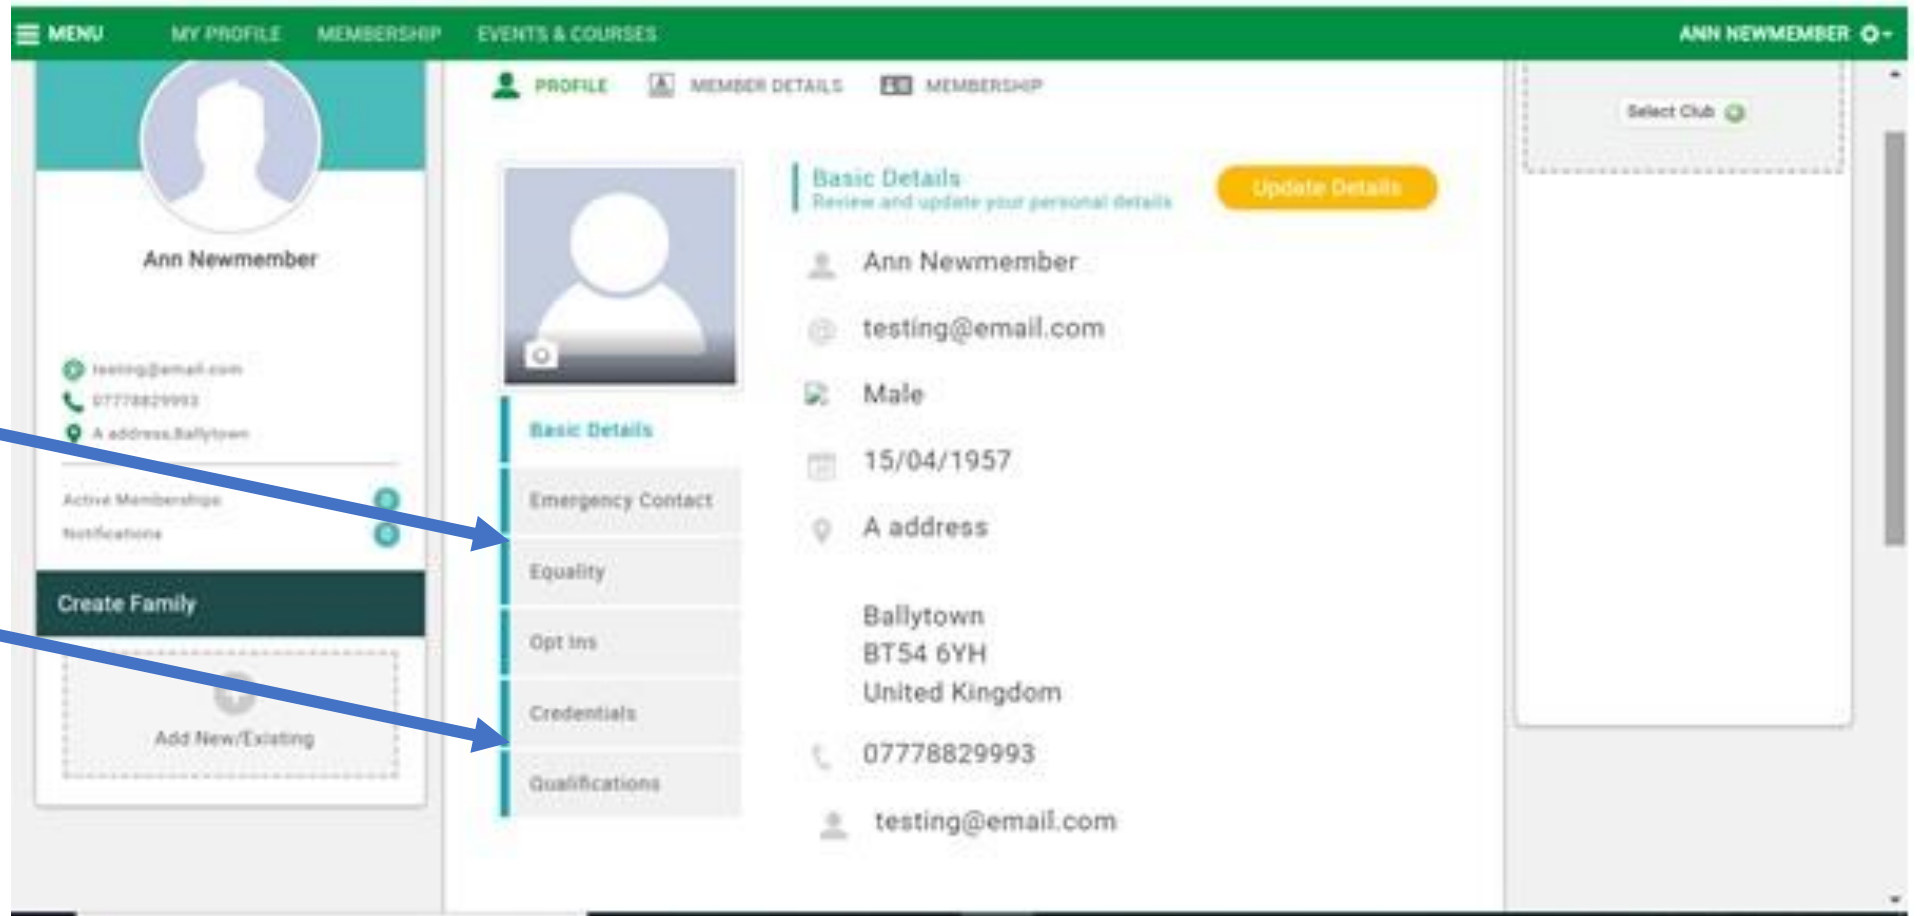 MENU MY PROFILE MEMBERSHIP EVENTS & COURSES ANN NEWMEMBER
PROFILE MEMBER DETAILS MEMBERSHIP
Select Club
Ann Newmember
testing@email.com
07778829993
A address,Ballytown
Active Memberships
Notifications
Create Family
Add New/Existing
Basic Details
Emergency Contact
Equality
Opt Ins
Credentials
Qualifications
Basic Details
Review and update your personal details
Update Details
Ann Newmember
testing@email.com
Male
15/04/1957
A address
Ballytown
BT54 6YH
United Kingdom
07778829993
testing@email.com